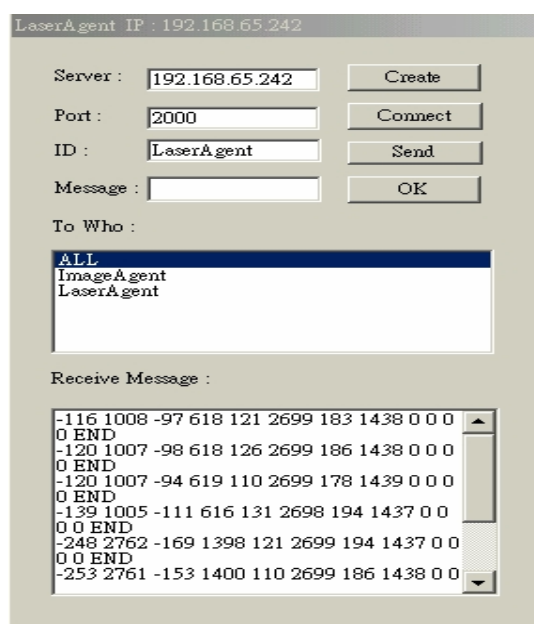 LaserAgent IP : 192.168.65.242
Server : 192.168.65.242 Create
Port : 2000 Connect
ID : LaserAgent Send
Message : OK
To Who :
ALL
ImageAgent
LaserAgent
Receive Message :
-116 1008 -97 618 121 2699 183 1438 0 0 0
0 END
-120 1007 -98 618 126 2699 186 1438 0 0 0
0 END
-120 1007 -94 619 110 2699 178 1439 0 0 0
0 END
-139 1005 -111 616 131 2698 194 1437 0 0
0 0 END
-248 2762 -169 1398 121 2699 194 1437 0 0
0 0 END
-253 2761 -153 1400 110 2699 186 1438 0 0